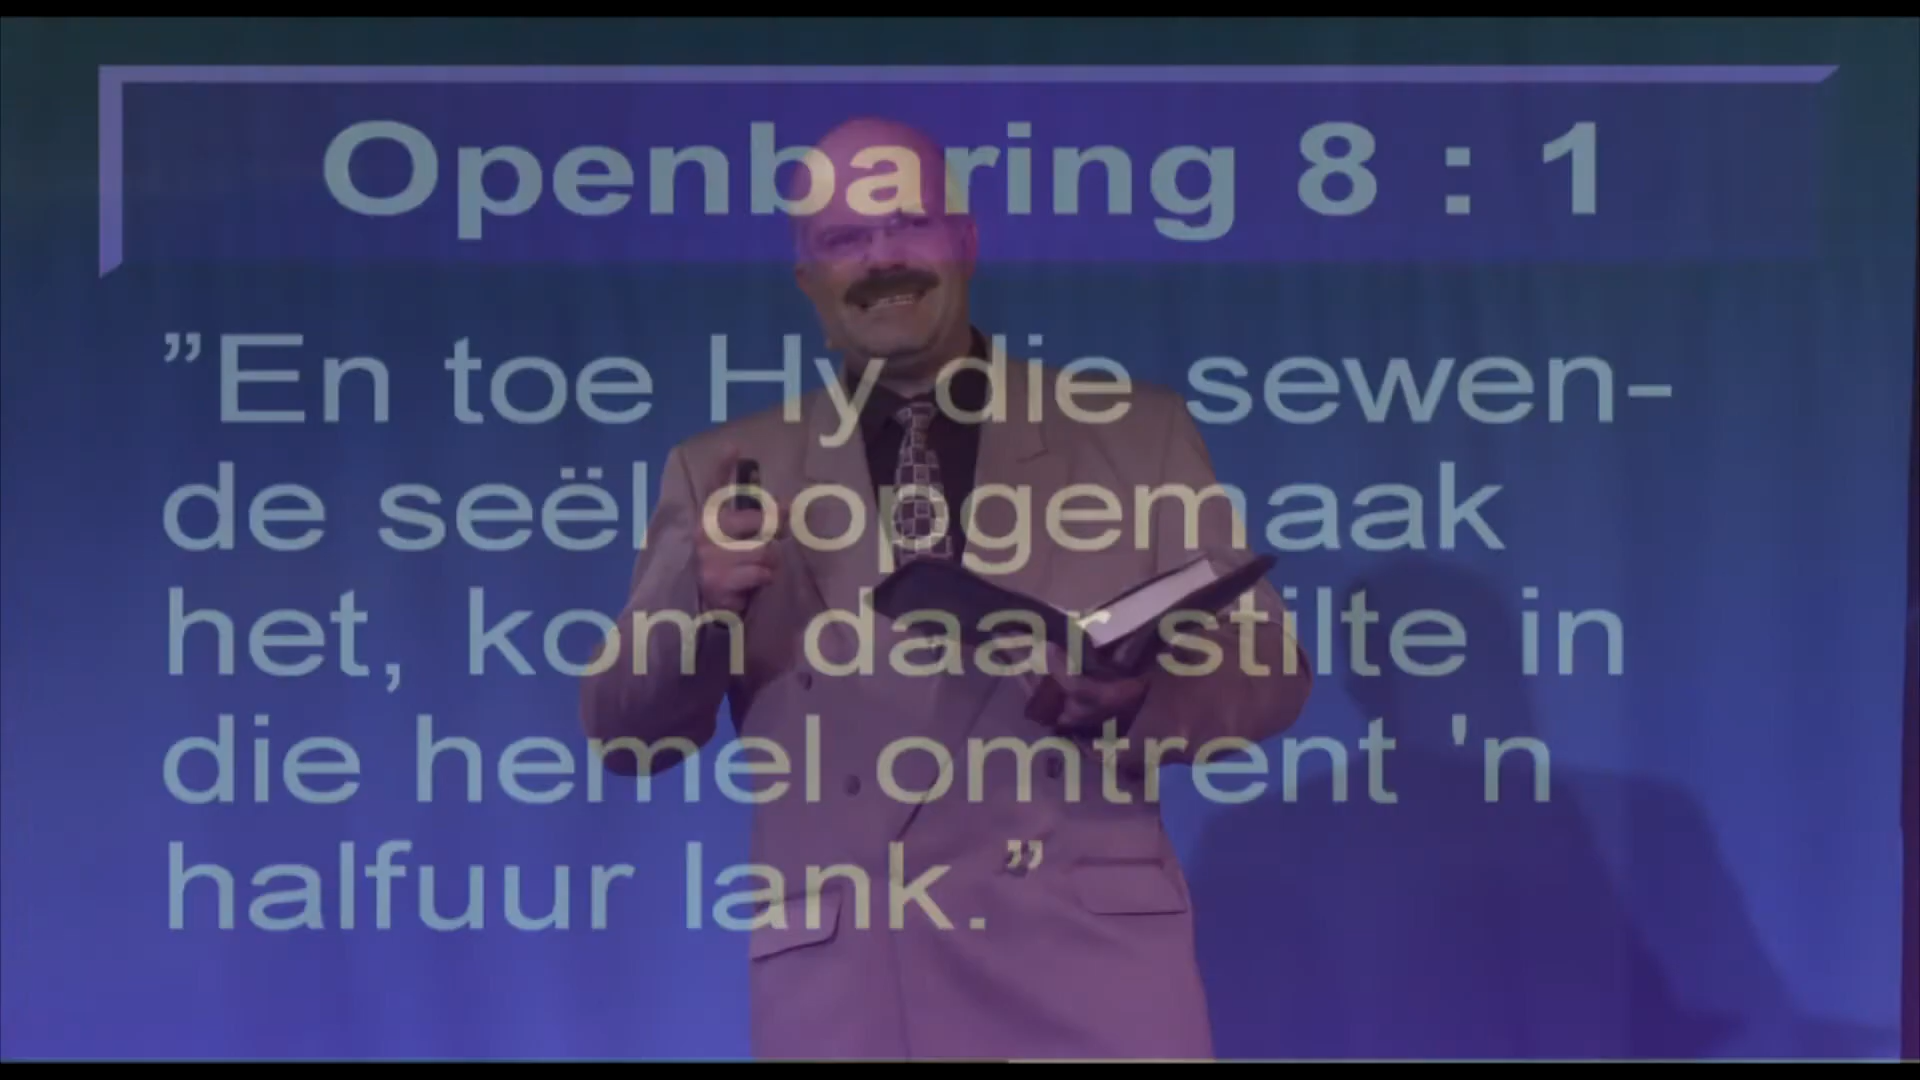 Openbaring 8 : 1
”En toe Hy die sewen-
de seël oopgemaak
het, kom daar stilte in
die hemel omtrent 'n
halfuur lank.”